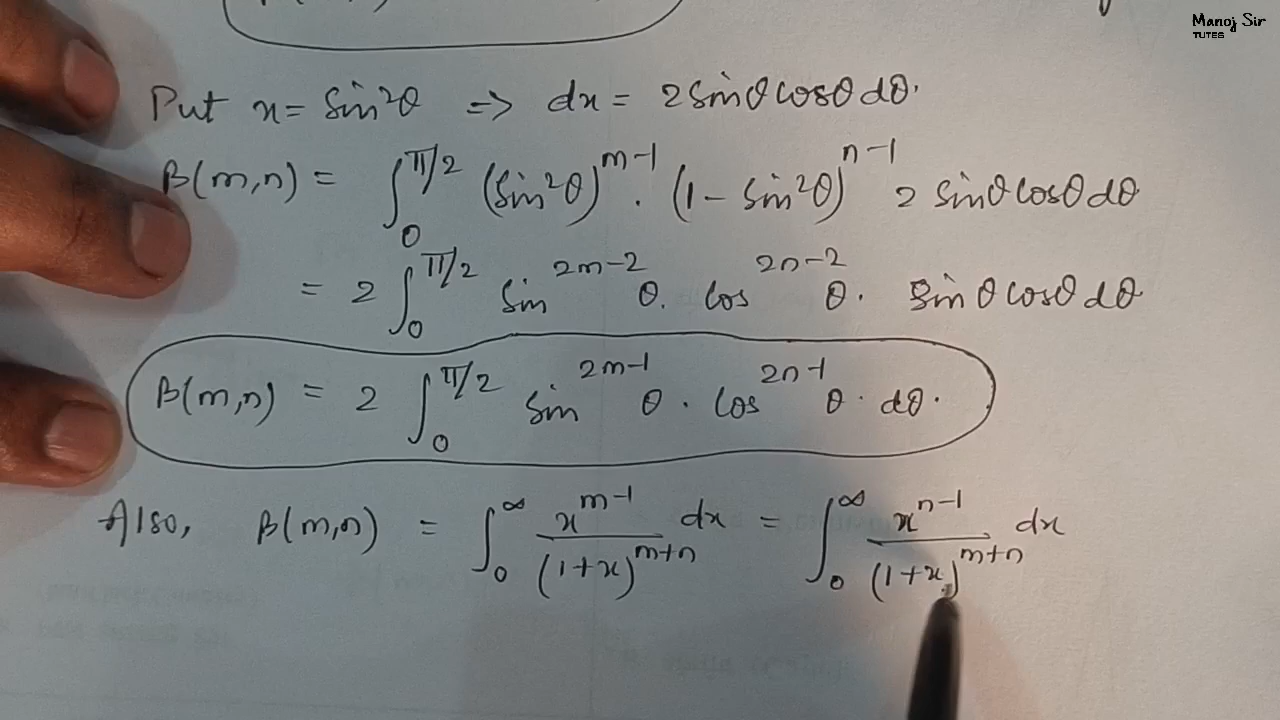 Manoj Sir
TUTES
Put x = sin²θ => dx = 2 sinθ cosθ dθ.
β(m,n) = ∫₀^{π/2} (sin²θ)^{m-1} . (1 - sin²θ)^{n-1} 2 sinθ cosθ dθ
= 2 ∫₀^{π/2} sin^{2m-2} θ. cos^{2n-2} θ. sinθ cosθ dθ
β(m,n) = 2 ∫₀^{π/2} sin^{2m-1} θ . cos^{2n-1} θ . dθ.
Also, β(m,n) = ∫₀^∞ x^{m-1} / (1+x)^{m+n} dx = ∫₀^∞ x^{n-1} / (1+x)^{m+n} dx